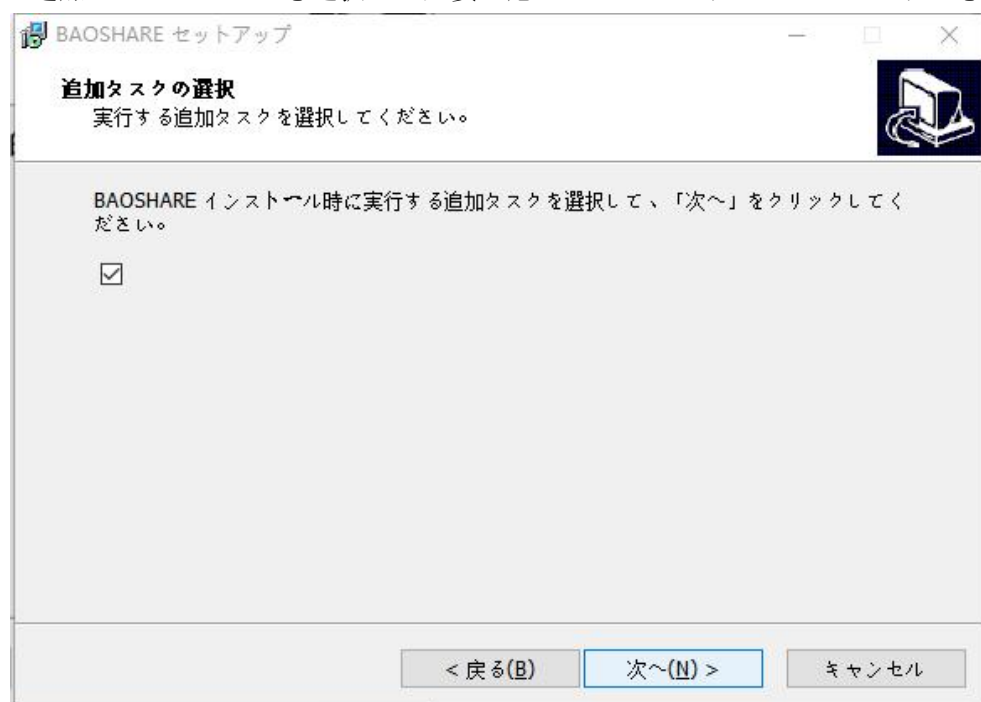 BAOSHARE セットアップ
追加タスクの選択
実行する追加タスクを選択してください。
BAOSHARE インストール時に実行する追加タスクを選択して、「次へ」をクリックしてく
ださい。
< 戻る(B)
次へ(N) >
キャンセル